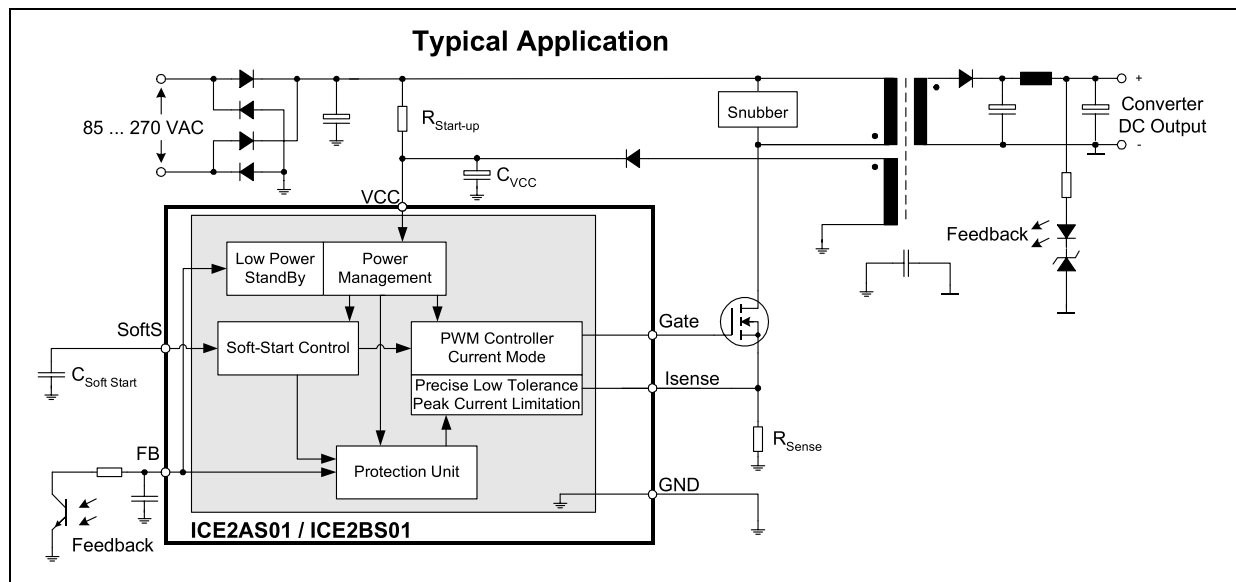 Typical Application
85 ... 270 VAC
RStart-up
Snubber
+
Converter
DC Output
-
CVCC
VCC
Feedback
Low Power
StandBy
Power
Management
SoftS
Soft-Start Control
PWM Controller
Current Mode
Gate
CSoft Start
Precise Low Tolerance
Peak Current Limitation
Isense
RSense
FB
Protection Unit
GND
ICE2AS01 / ICE2BS01
Feedback